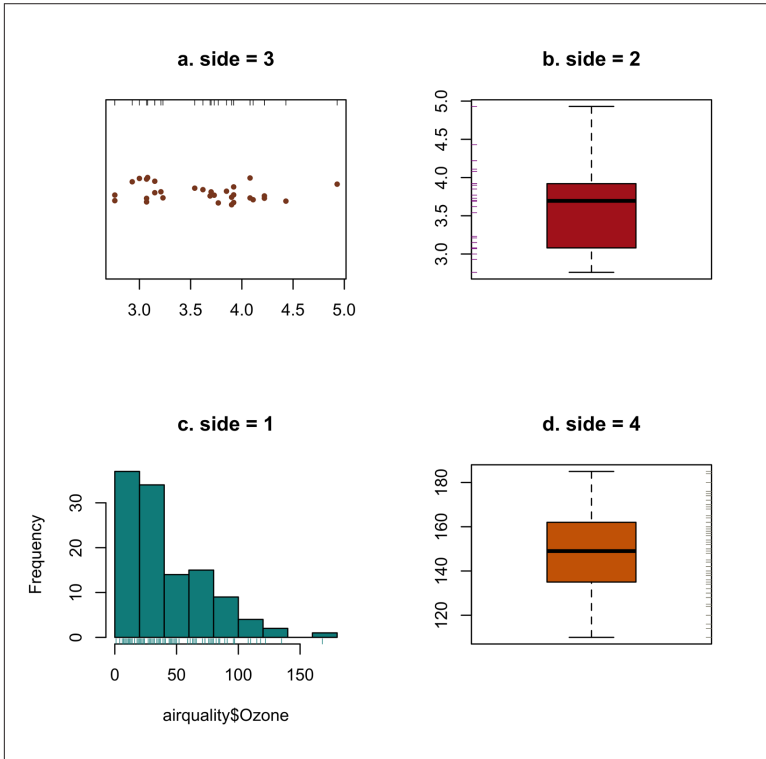 a. side = 3
3.0 3.5 4.0 4.5 5.0
b. side = 2
5.0
4.5
4.0
3.5
3.0
c. side = 1
Frequency
30
20
10
0
0 50 100 150
airquality$Ozone
d. side = 4
180
160
140
120